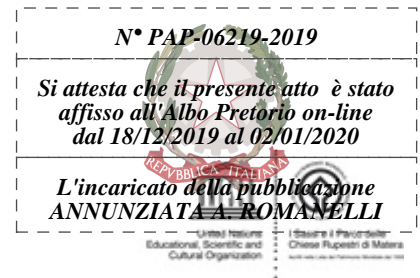 N° PAP-06219-2019
Si attesta che il presente atto è stato
affisso all'Albo Pretorio on-line
dal 18/12/2019 al 02/01/2020
REPVBBLICA ITALIANA
L'incaricato della pubblicazione
ANNUNZIATA A. ROMANELLI
United Nations
Educational, Scientific and
Cultural Organization
I Sassi e il Parco delle
Chiese Rupestri di Matera